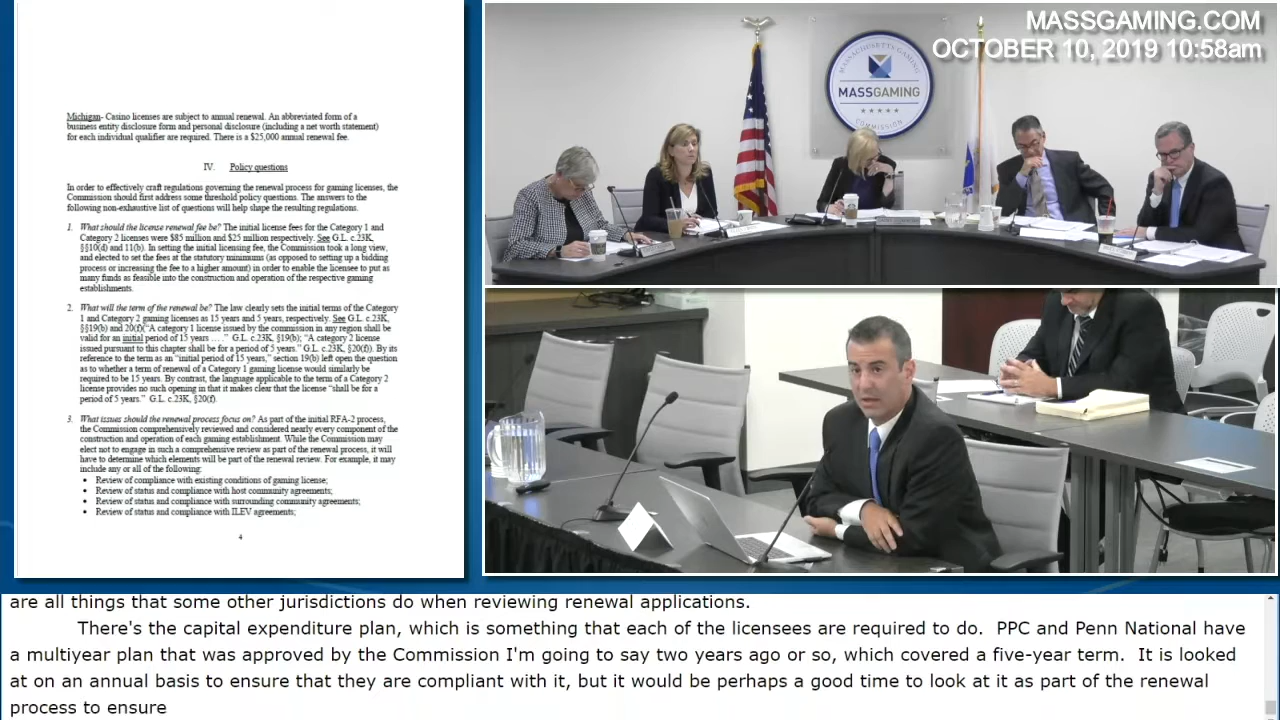 Michigan- Casino licenses are subject to annual renewal. An abbreviated form of a
business entity disclosure form and personal disclosure (including a net worth statement)
for each individual qualifier are required. There is a $25,000 annual renewal fee.
IV. Policy questions
In order to effectively craft regulations governing the renewal process for gaming licenses, the
Commission should first address some threshold policy questions. The answers to the
following non-exhaustive list of questions will help shape the resulting regulations.
1. What should the license renewal fee be? The initial license fees for the Category 1 and
Category 2 licenses were $85 million and $25 million respectively. See G.L. c.23K,
§§10(d) and 11(b). In setting the initial licensing fee, the Commission took a long view,
and elected to set the fees at the statutory minimums (as opposed to setting up a bidding
process or increasing the fee to a higher amount) in order to enable the licensee to put as
many funds as feasible into the construction and operation of the respective gaming
establishments.
2. What will the term of the renewal be? The law clearly sets the initial terms of the Category
1 and Category 2 gaming licenses as 15 years and 5 years, respectively. See G.L. c.23K,
§§19(b) and 20(f)("A category 1 license issued by the commission in any region shall be
valid for an initial period of 15 years . . . ." G.L. c.23K, §19(b); "A category 2 license
issued pursuant to this chapter shall be for a period of 5 years." G.L. c.23K, §20(f)). By its
reference to the term as an "initial period of 15 years," section 19(b) left open the question
as to whether a term of renewal of a Category 1 gaming license would similarly be
required to be 15 years. By contrast, the language applicable to the term of a Category 2
license provides no such opening in that it makes clear that the license "shall be for a
period of 5 years." G.L. c.23K, §20(f).
3. What issues should the renewal process focus on? As part of the initial RFA-2 process,
the Commission comprehensively reviewed and considered nearly every component of the
construction and operation of each gaming establishment. While the Commission may
elect not to engage in such a comprehensive review as part of the renewal process, it will
have to determine which elements will be part of the renewal review. For example, it may
include any or all of the following:
• Review of compliance with existing conditions of gaming license;
• Review of status and compliance with host community agreements;
• Review of status and compliance with surrounding community agreements;
• Review of status and compliance with ILEV agreements;
4
MASSGAMING.COM
OCTOBER 10, 2019 10:58am
MASSACHUSETTS GAMING
MASSGAMING
COMMISSION
are all things that some other jurisdictions do when reviewing renewal applications.
There's the capital expenditure plan, which is something that each of the licensees are required to do. PPC and Penn National have
a multiyear plan that was approved by the Commission I'm going to say two years ago or so, which covered a five-year term. It is looked
at on an annual basis to ensure that they are compliant with it, but it would be perhaps a good time to look at it as part of the renewal
process to ensure